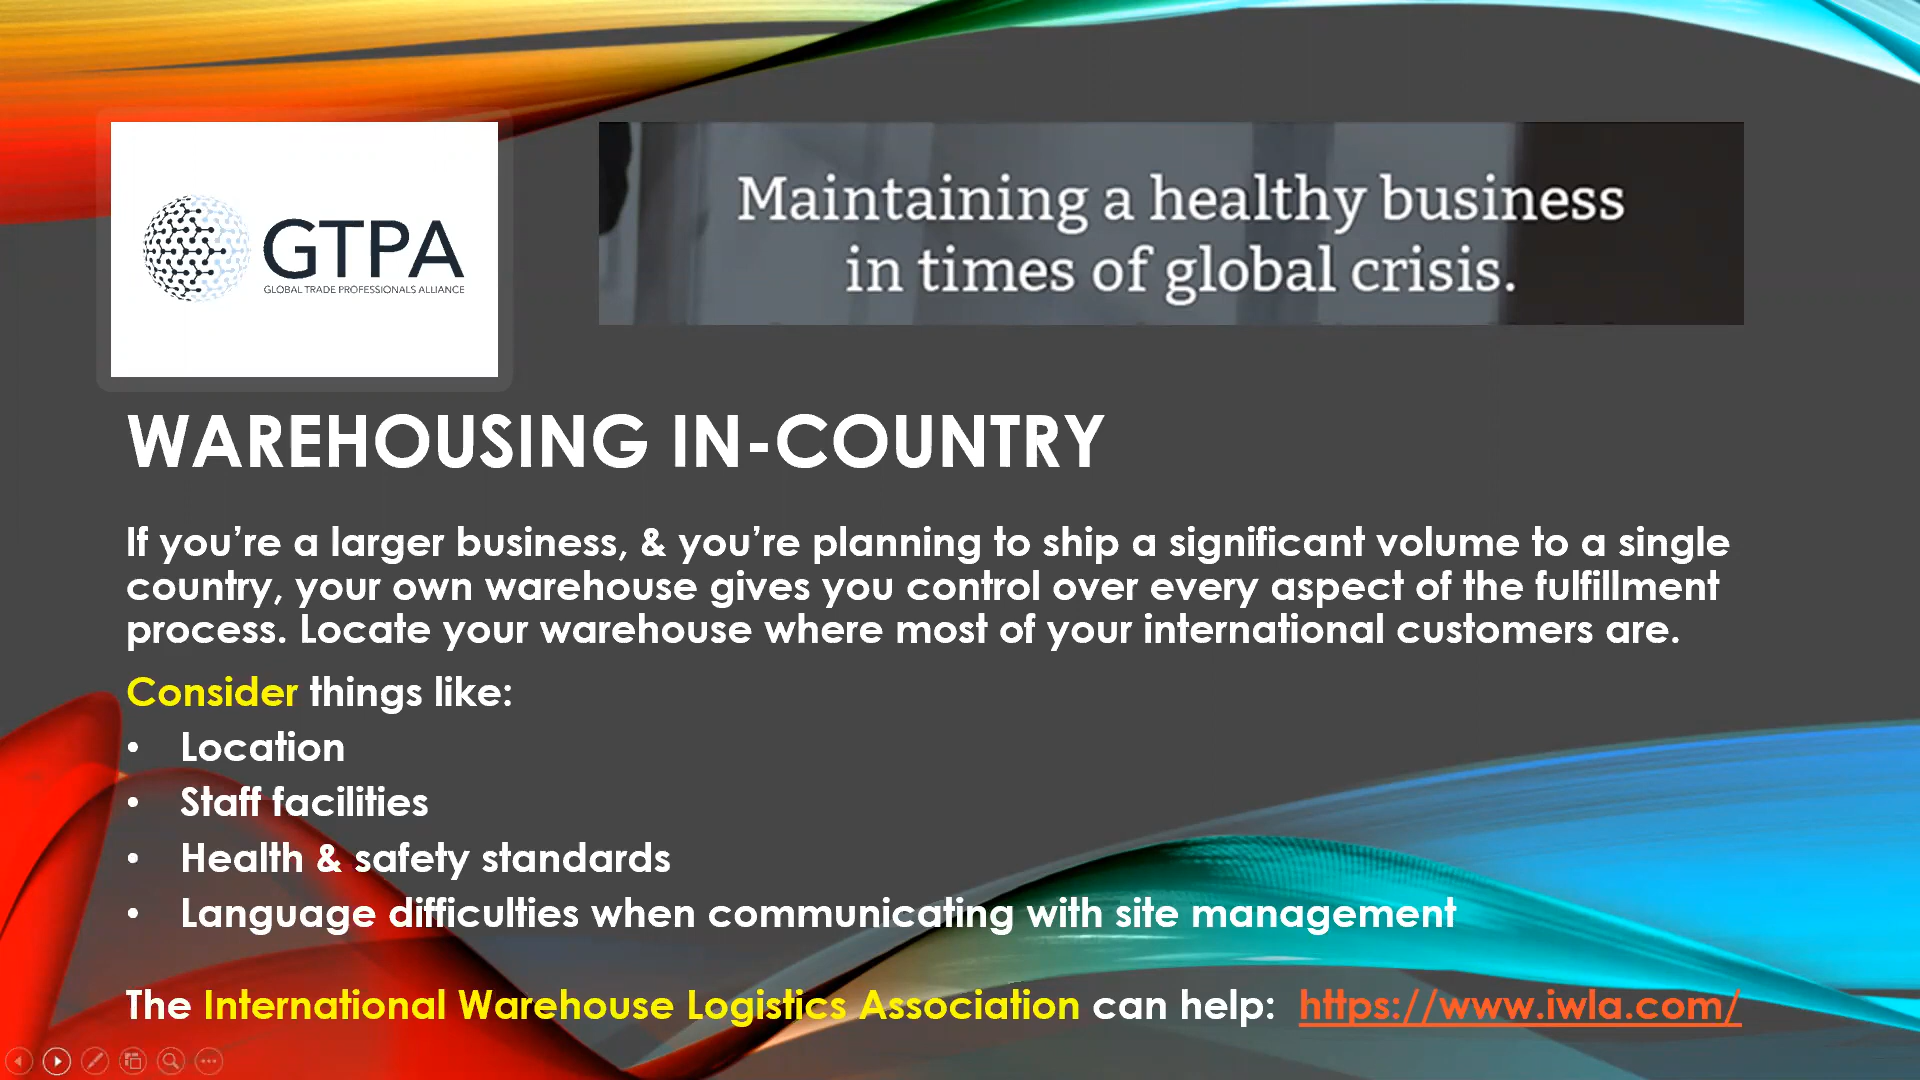 GTPA
GLOBAL TRADE PROFESSIONALS ALLIANCE
Maintaining a healthy business
in times of global crisis.
WAREHOUSING IN-COUNTRY
If you’re a larger business, & you’re planning to ship a significant volume to a single
country, your own warehouse gives you control over every aspect of the fulfillment
process. Locate your warehouse where most of your international customers are.
Consider things like:
• Location
• Staff facilities
• Health & safety standards
• Language difficulties when communicating with site management
The International Warehouse Logistics Association can help: https://www.iwla.com/